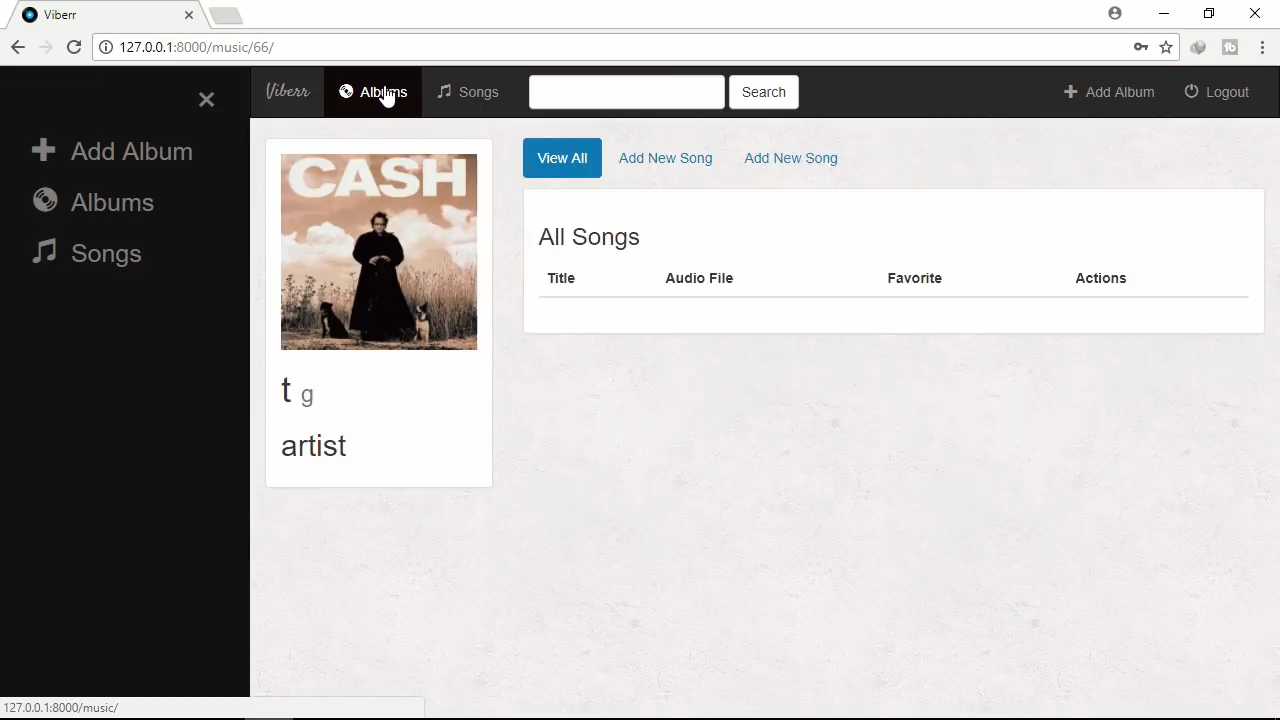 Viberr
127.0.0.1:8000/music/66/
Add Album
Albums
Songs
Viberr Albums Songs Search Add Album Logout
CASH
t g
artist
View All Add New Song Add New Song
All Songs
Title Audio File Favorite Actions
127.0.0.1:8000/music/